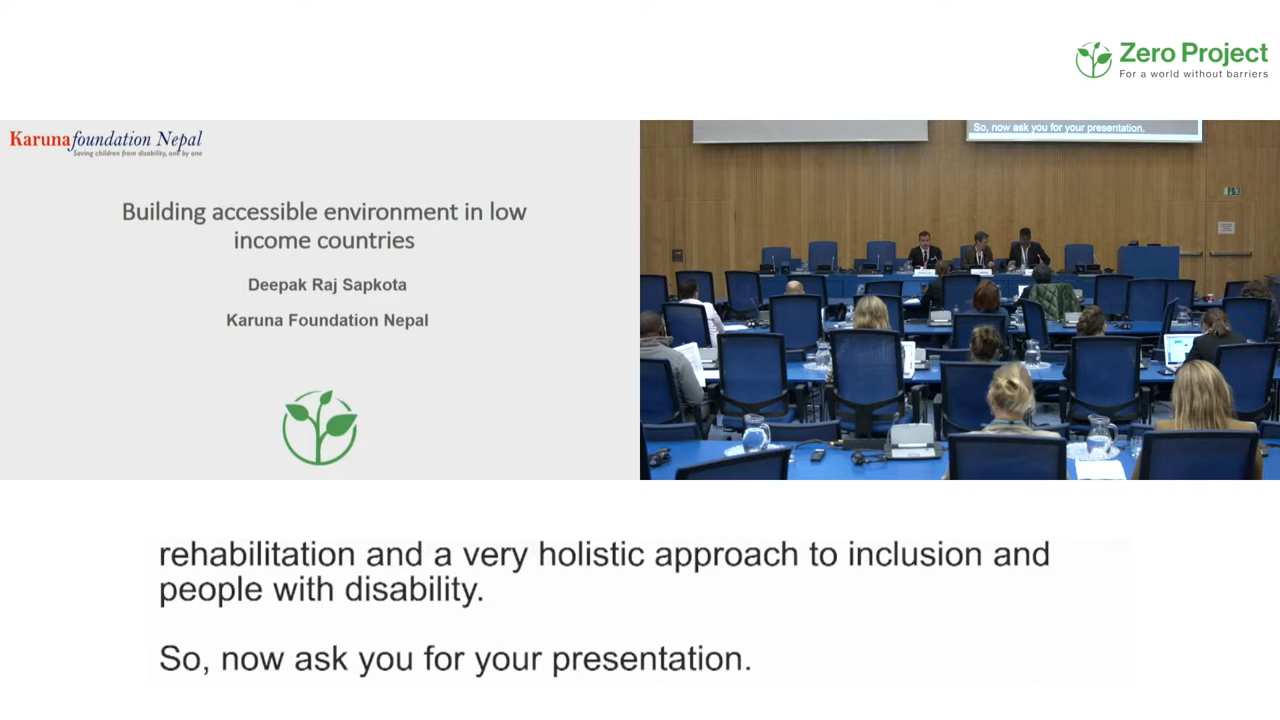 Zero Project
For a world without barriers
Karunafoundation Nepal
Saving children from disability, one by one
So, now ask you for your presentation.
Building accessible environment in low
income countries
Deepak Raj Sapkota
Karuna Foundation Nepal
rehabilitation and a very holistic approach to inclusion and
people with disability.
So, now ask you for your presentation.